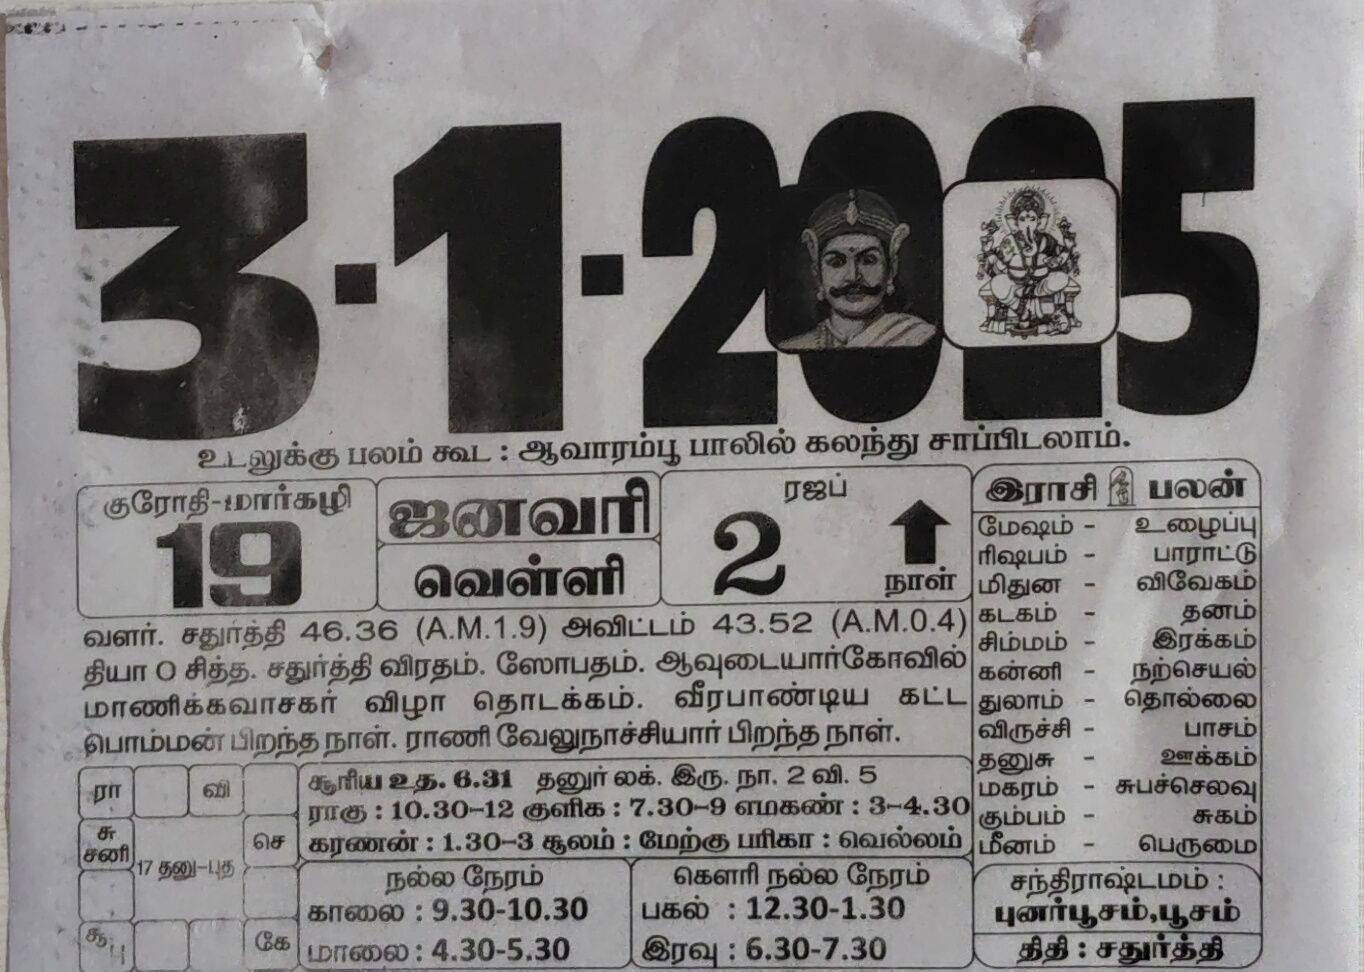 3-1-2025
உடலுக்கு பலம் கூட : ஆவாரம்பூ பாலில் கலந்து சாப்பிடலாம்.
குரோதி-மார்கழி
19
ஜனவரி
வெள்ளி
ரஜப்
2
நாள்
வளர். சதுர்த்தி 46.36 (A.M.1.9) அவிட்டம் 43.52 (A.M.0.4)
தியா 0 சித்த. சதுர்த்தி விரதம். ஸோபதம். ஆவுடையார்கோவில்
மாணிக்கவாசகர் விழா தொடக்கம். வீரபாண்டிய கட்ட
பொம்மன் பிறந்த நாள். ராணி வேலுநாச்சியார் பிறந்த நாள்.
இராசி பலன்
மேஷம் - உழைப்பு
ரிஷபம் - பாராட்டு
மிதுன - விவேகம்
கடகம் - தனம்
சிம்மம் - இரக்கம்
கன்னி - நற்செயல்
துலாம் - தொல்லை
விருச்சி - பாசம்
தனுசு - ஊக்கம்
மகரம் - சுபச்செலவு
கும்பம் - சுகம்
மீனம் - பெருமை
ரா வி
சு சனி செ
17 தனு-புத
சூ பு கே
சூரிய உத. 6.31 தனுர் லக். இரு. நா. 2 வி. 5
ராகு : 10.30-12 குளிக : 7.30-9 எமகண் : 3-4.30
கரணன் : 1.30-3 சூலம் : மேற்கு பரிகா : வெல்லம்
நல்ல நேரம்
காலை : 9.30-10.30
மாலை : 4.30-5.30
கௌரி நல்ல நேரம்
பகல் : 12.30-1.30
இரவு : 6.30-7.30
சந்திராஷ்டமம் :
புனர்பூசம்,பூசம்
திதி : சதுர்த்தி